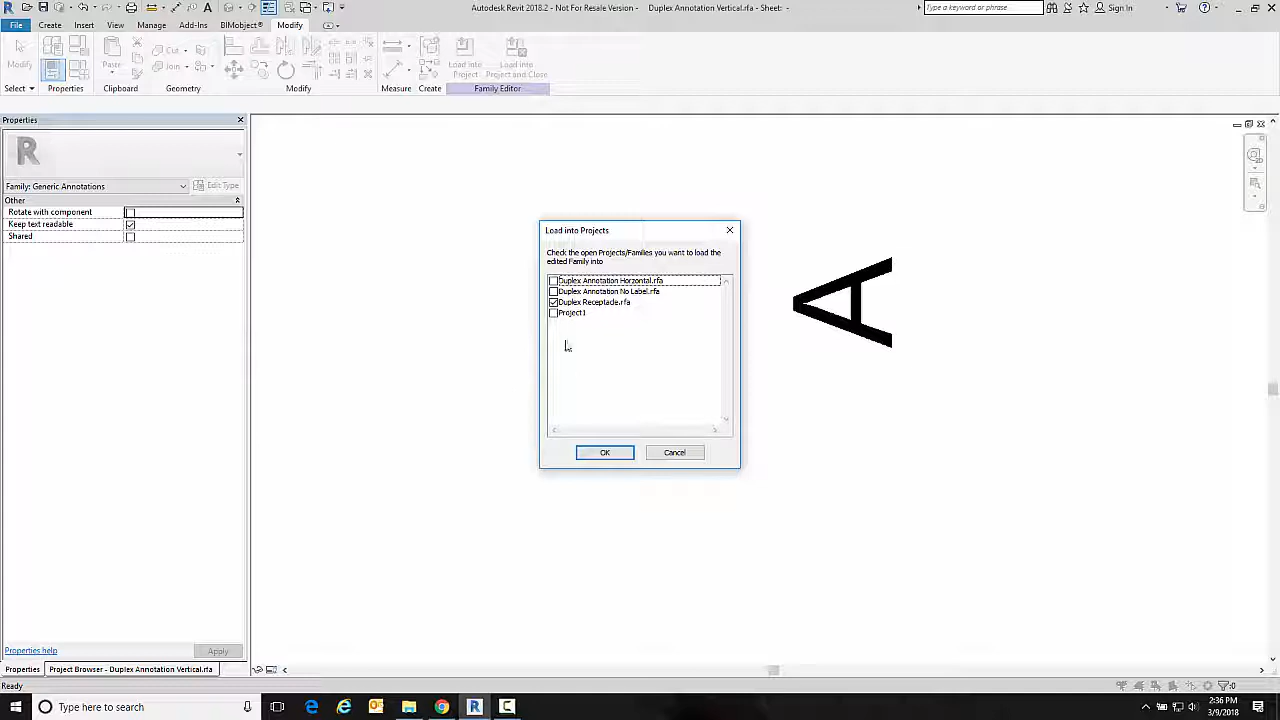 Autodesk Revit 2018.2 - Not For Resale Version - Duplex Annotation Vertical.rfa - Sheet: -
Type a keyword or phrase
Sign In
File Create Insert View Manage Add-Ins BIMobject® Modify
Modify
Paste
Cut
Join
Load into Project
Load into Project and Close
Select Properties Clipboard Geometry Modify Measure Create Family Editor
Properties
R
Family: Generic Annotations
Edit Type
Other
Rotate with component
Keep text readable
Shared
Load into Projects
Check the open Projects/Families you want to load the
edited Family into
Duplex Annotation Horzontal.rfa
Duplex Annotation No Label.rfa
Duplex Receptacle.rfa
Project1
OK Cancel
A
Properties help
Apply
Properties Project Browser - Duplex Annotation Vertical.rfa
Ready
:0
Type here to search
2:36 PM
3/9/2018